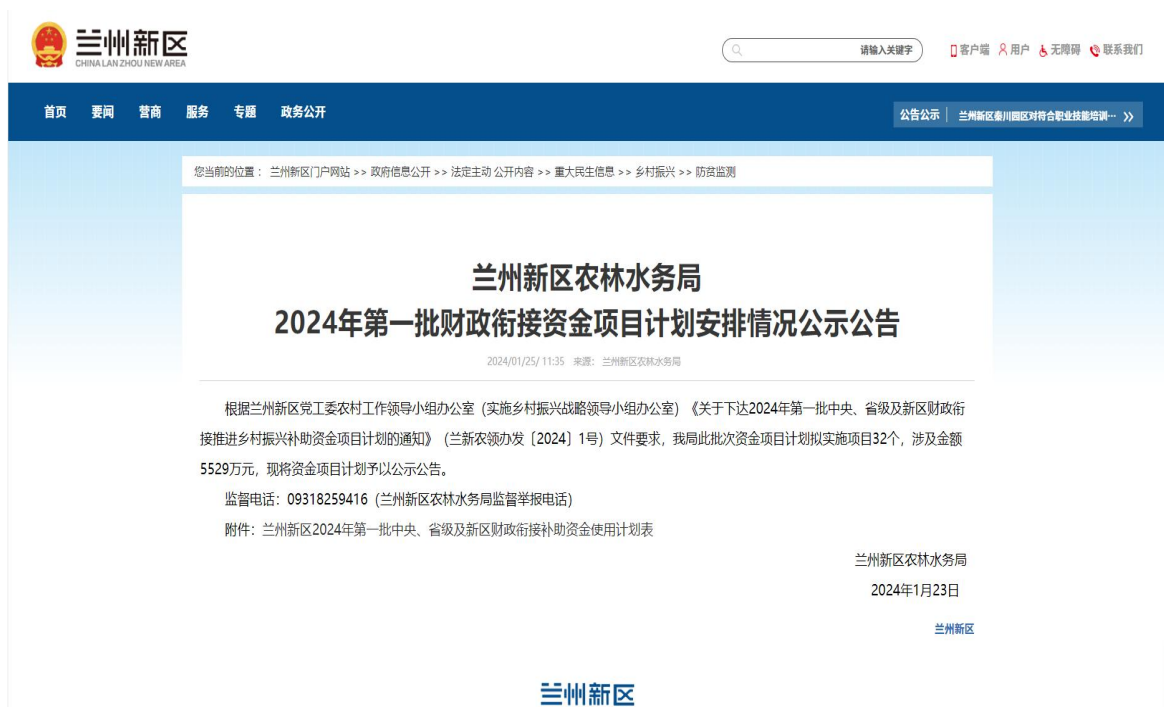 兰州新区
CHINA LAN ZHOU NEW AREA
请输入关键字
客户端 用户 无障碍 联系我们
首页 要闻 营商 服务 专题 政务公开
公告公示 兰州新区秦川园区对符合职业技能培训…
您当前的位置： 兰州新区门户网站 >> 政府信息公开 >> 法定主动 公开内容 >> 重大民生信息 >> 乡村振兴 >> 防贫监测
兰州新区农林水务局
2024年第一批财政衔接资金项目计划安排情况公示公告
2024/01/25/ 11:35 来源： 兰州新区农林水务局
根据兰州新区党工委农村工作领导小组办公室（实施乡村振兴战略领导小组办公室）《关于下达2024年第一批中央、省级及新区财政衔
接推进乡村振兴补助资金项目计划的通知》（兰新农领办发〔2024〕1号）文件要求，我局此批次资金项目计划拟实施项目32个，涉及金额
5529万元，现将资金项目计划予以公示公告。
监督电话：09318259416（兰州新区农林水务局监督举报电话）
附件：兰州新区2024年第一批中央、省级及新区财政衔接补助资金使用计划表
兰州新区农林水务局
2024年1月23日
兰州新区
兰州新区